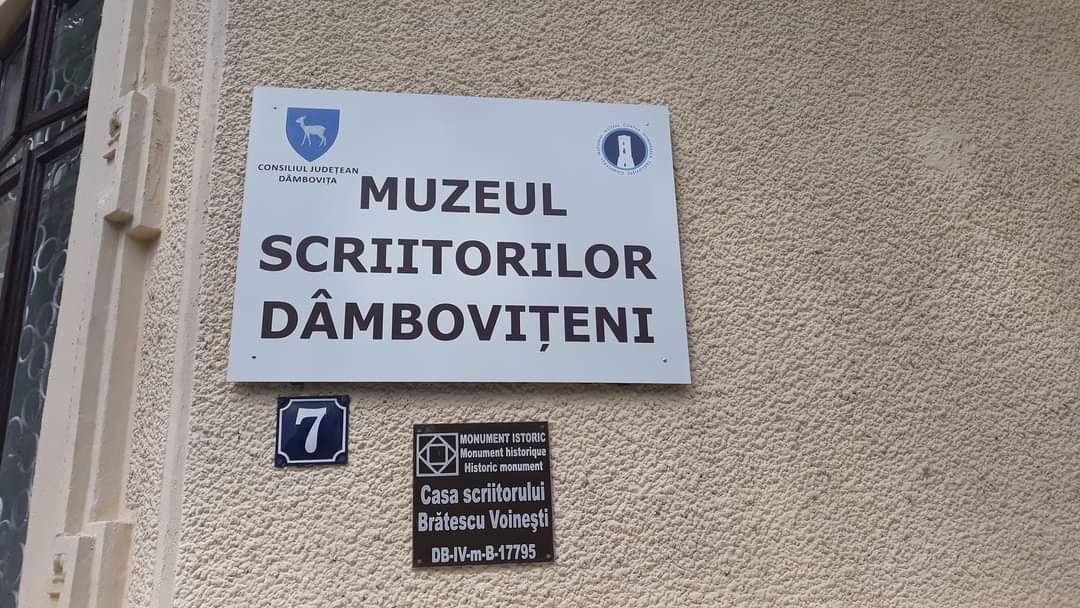 CONSILIUL JUDEȚEAN
DÂMBOVIȚA
MUZEUL
SCRIITORILOR
DÂMBOVIȚENI
7
MONUMENT ISTORIC
Monument historique
Historic monument
Casa scriitorului
Brătescu Voineşti
DB-IV-m-B-17795